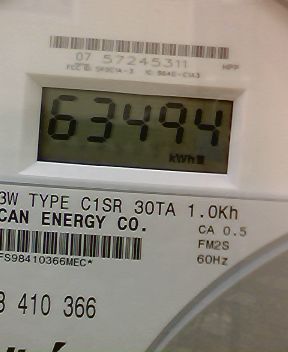 07 57245311
63494
kWh
3W TYPE C1SR 30TA 1.0Kh
CAN ENERGY CO.
CA 0.5
FM2S
60Hz
FS98410366MEC*
410 366